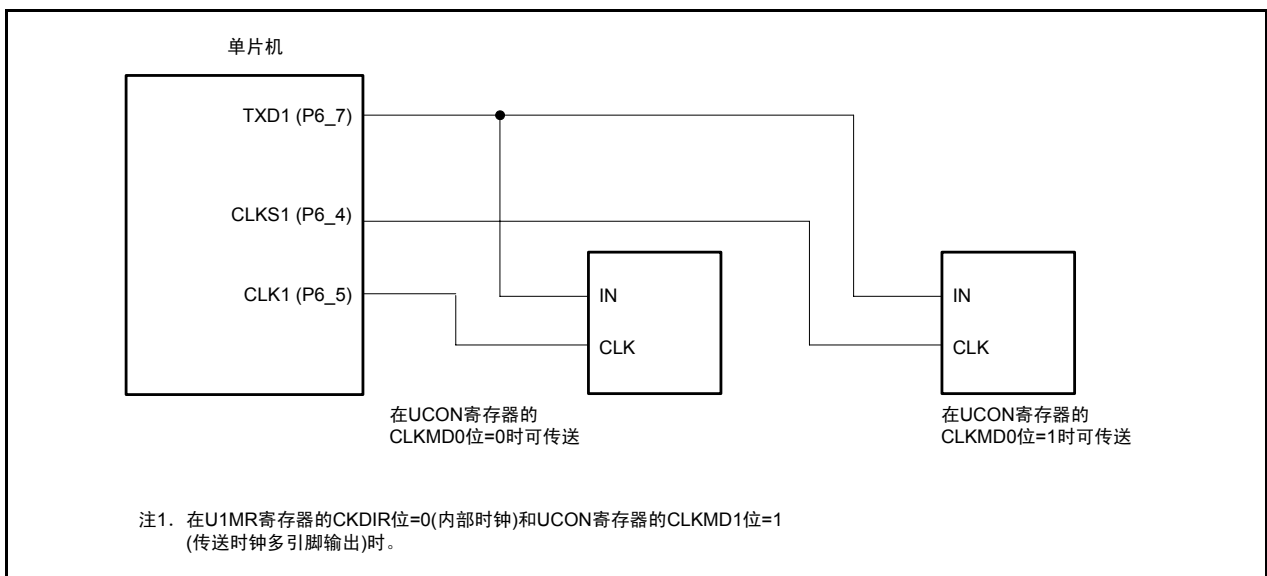 单片机
TXD1 (P6_7)
CLKS1 (P6_4)
CLK1 (P6_5)
IN
CLK
IN
CLK
在UCON寄存器的
CLKMD0位=0时可传送
在UCON寄存器的
CLKMD0位=1时可传送
注1. 在U1MR寄存器的CKDIR位=0(内部时钟)和UCON寄存器的CLKMD1位=1
(传送时钟多引脚输出)时。